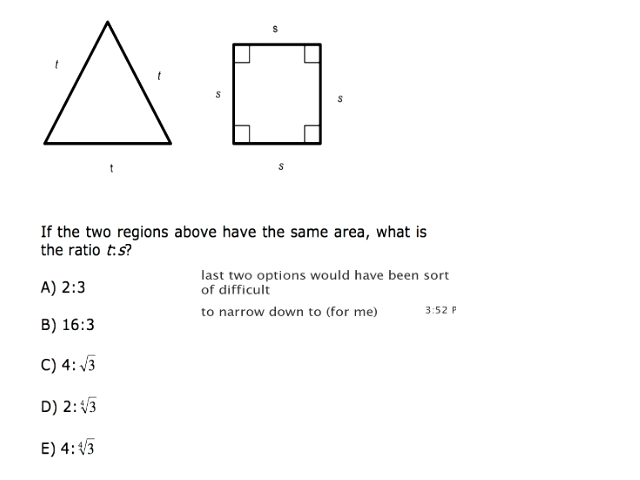 s
t
t
s
s
t
s
If the two regions above have the same area, what is
the ratio t:s?
last two options would have been sort
A) 2:3
of difficult
to narrow down to (for me) 3:52 P
B) 16:3
C) 4:√3
D) 2:∜3
E) 4:∜3